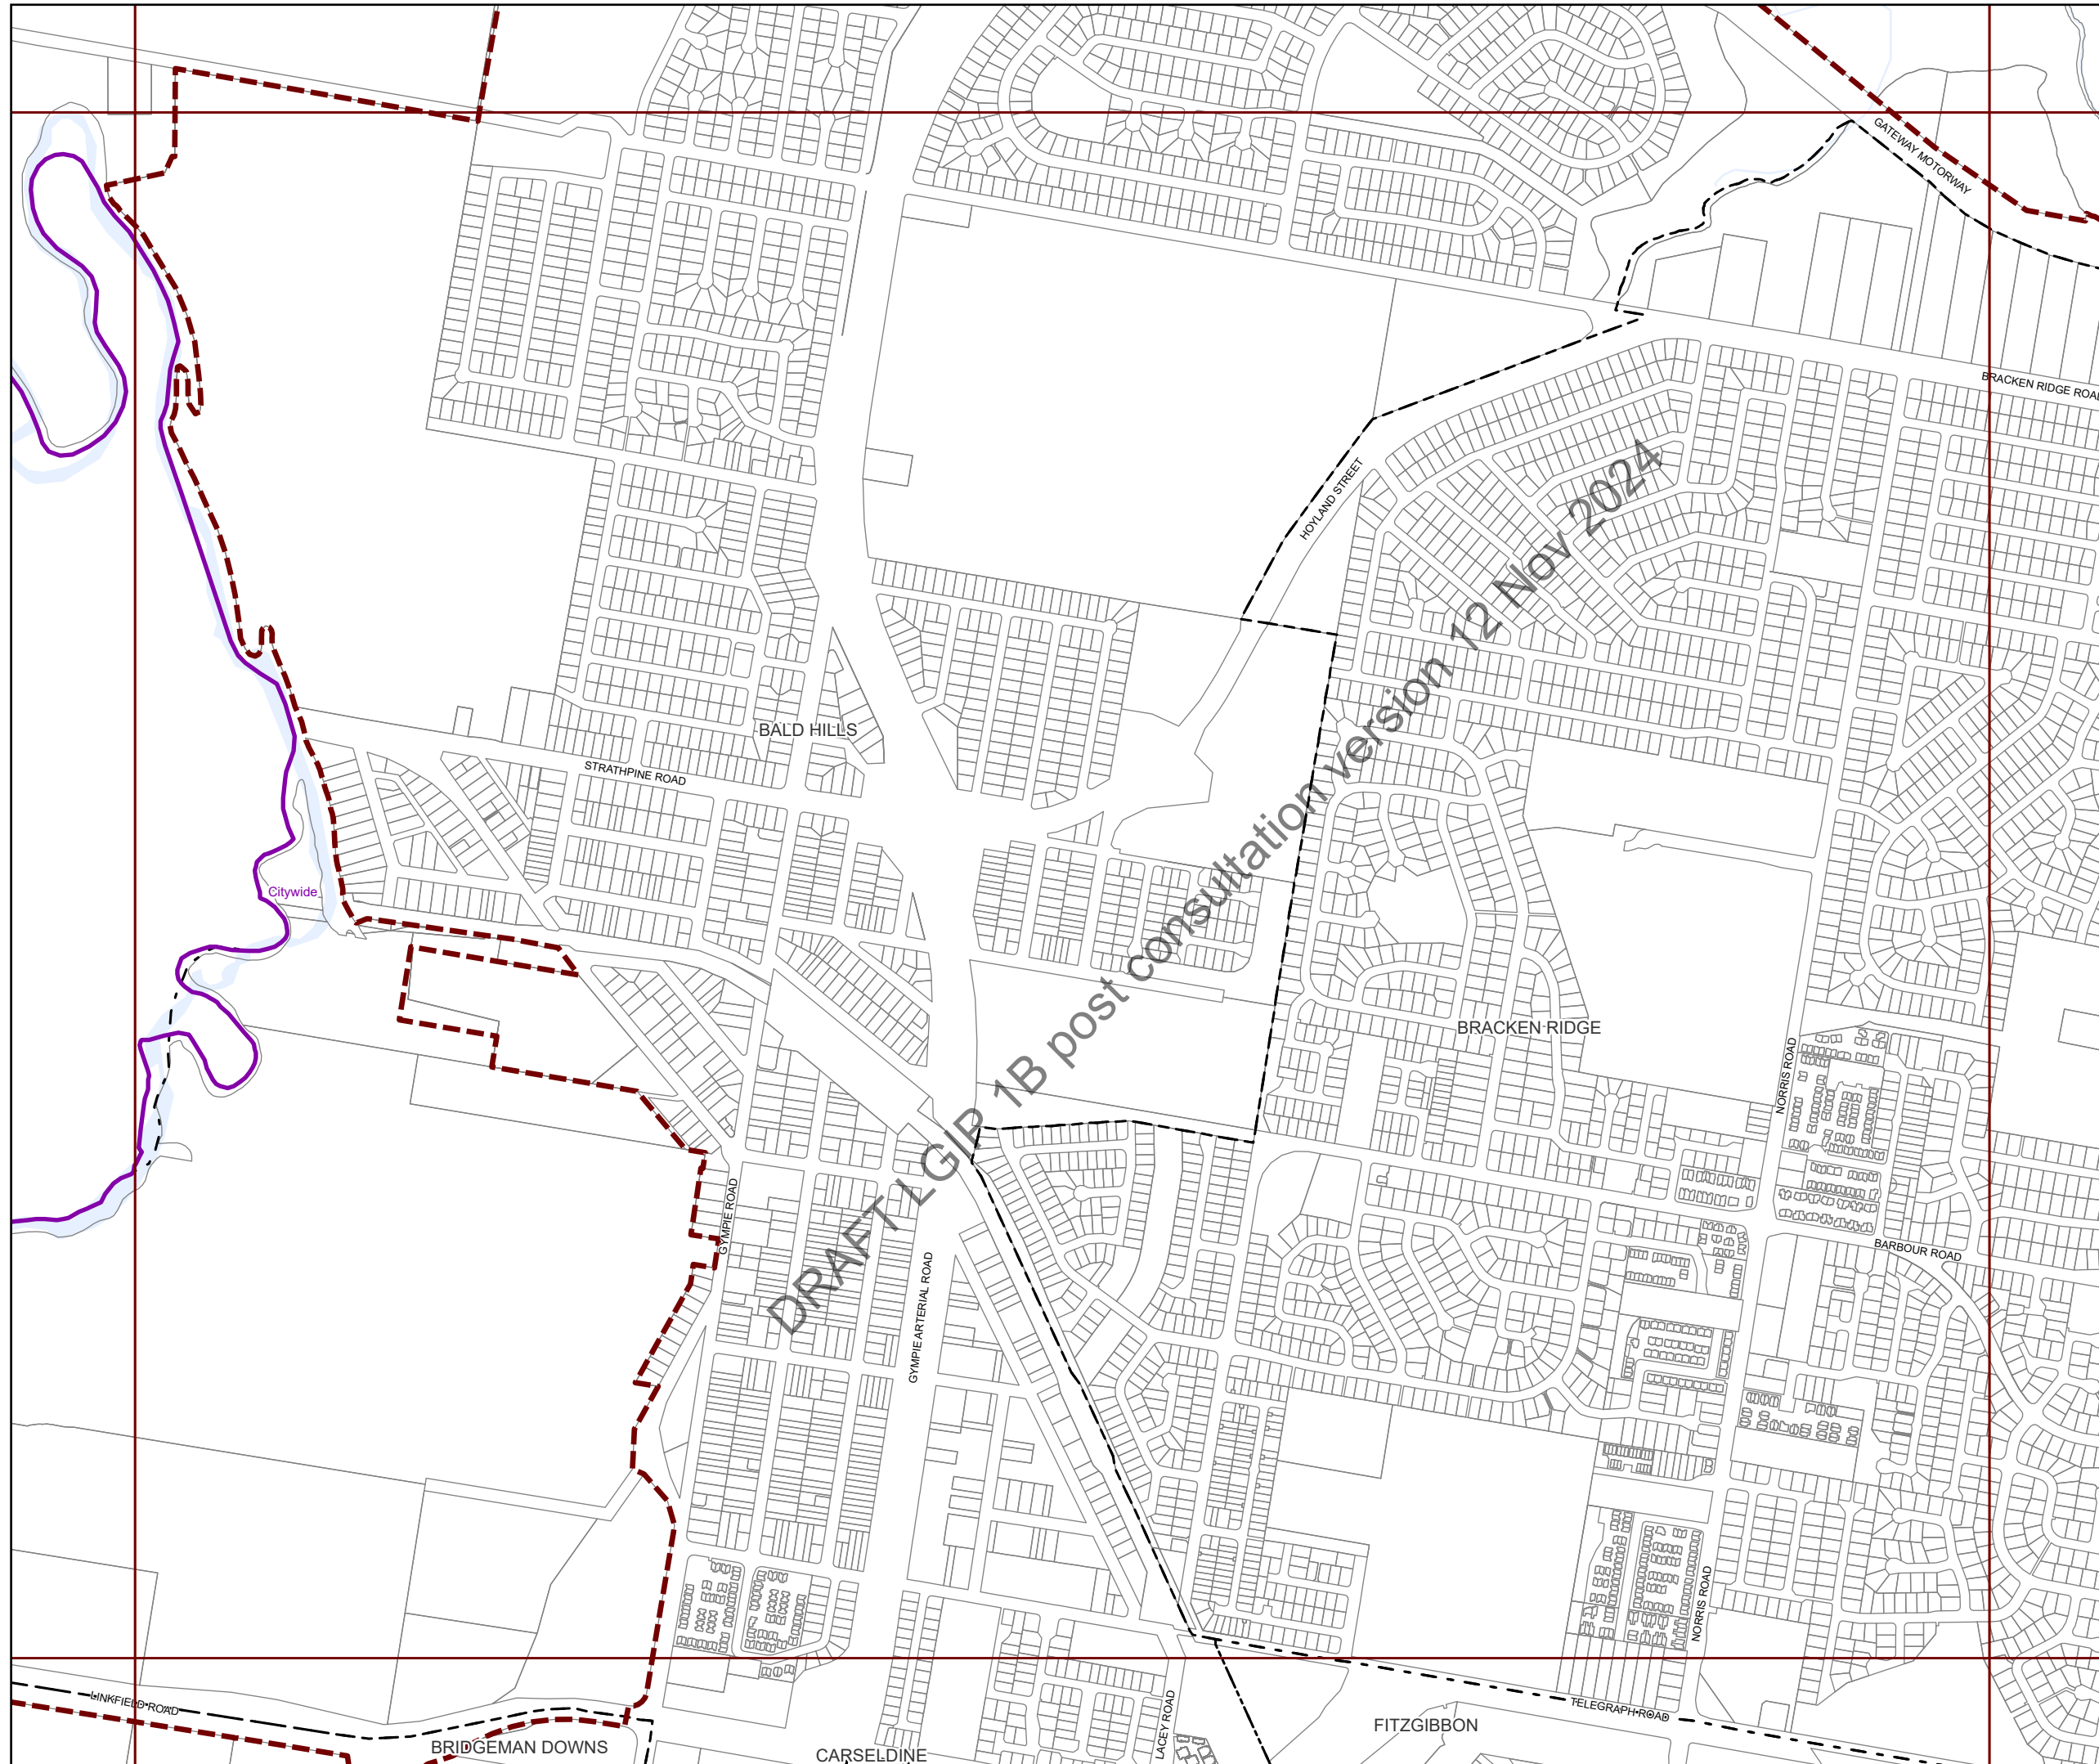 GATEWAY MOTORWAY
BRACKEN RIDGE ROAD
HOYLAND STREET
BALD HILLS
STRATHPINE ROAD
Citywide
DRAFT LGIP 1B post consultation version 12 Nov 2024
BRACKEN RIDGE
NORRIS ROAD
GYMPIE ROAD
BARBOUR ROAD
GYMPIE ARTERIAL ROAD
NORRIS ROAD
LINKFIELD ROAD
TELEGRAPH ROAD
LACEY ROAD
FITZGIBBON
BRIDGEMAN DOWNS
CARSELDINE